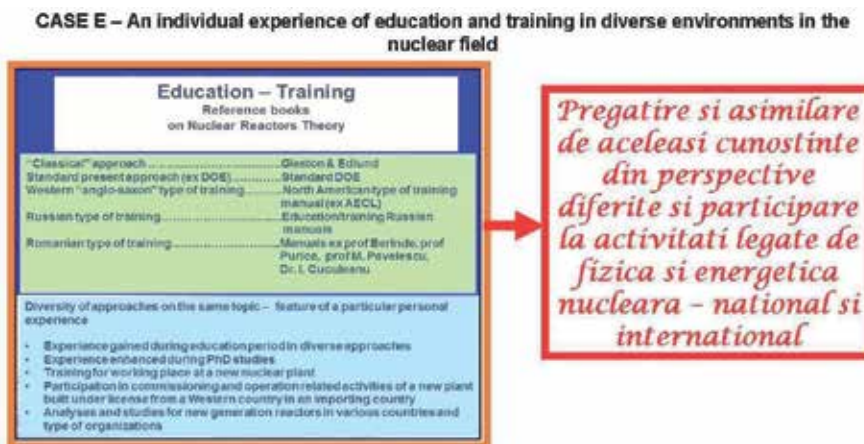 CASE E – An individual experience of education and training in diverse environments in the
nuclear field
Education – Training
Reference books
on Nuclear Reactors Theory
"Classical" approach..............................Glaston & Edlund
Standard present approach (ex DOE).............Standard DOE
Western "anglo-saxon" type of training..........North American type of training
manual (ex AECL)
Russian type of training............................Education/training Russian
manuals
Romanian type of training..........................Manuals ex prof Berinde, prof
Purice, prof M. Pavelescu,
Dr. I. Cuculeanu
Diversity of approaches on the same topic – feature of a particular personal
experience
• Experience gained during education period in diverse approaches
• Experience enhanced during PhD studies
• Training for working place at a new nuclear plant
• Participation in commissioning and operation related activities of a new plant
built under license from a Western country in an importing country
• Analyses and studies for new generation reactors in various countries and
type of organizations
Pregatire si asimilare
de aceleasi cunostinte
din perspective
diferite si participare
la activitati legate de
fizica si energetica
nucleara – national si
international